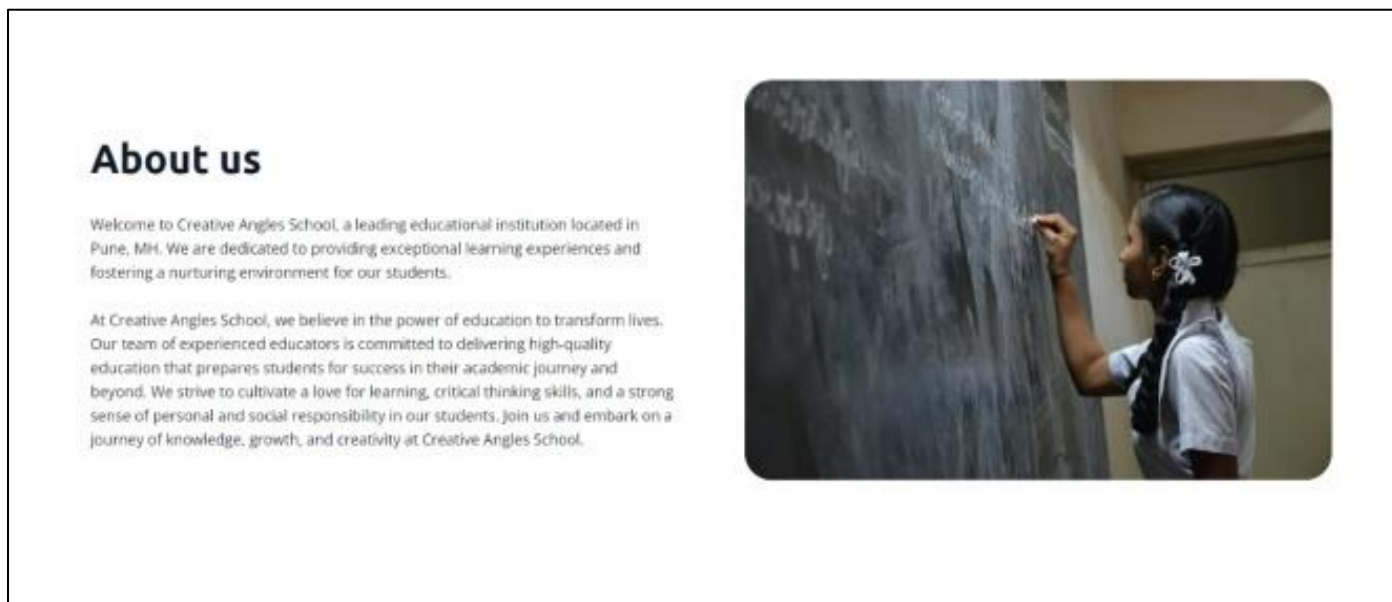 About us
Welcome to Creative Angles School, a leading educational institution located in
Pune, MH. We are dedicated to providing exceptional learning experiences and
fostering a nurturing environment for our students.
At Creative Angles School, we believe in the power of education to transform lives.
Our team of experienced educators is committed to delivering high-quality
education that prepares students for success in their academic journey and
beyond. We strive to cultivate a love for learning, critical thinking skills, and a strong
sense of personal and social responsibility in our students. Join us and embark on a
journey of knowledge, growth, and creativity at Creative Angles School.